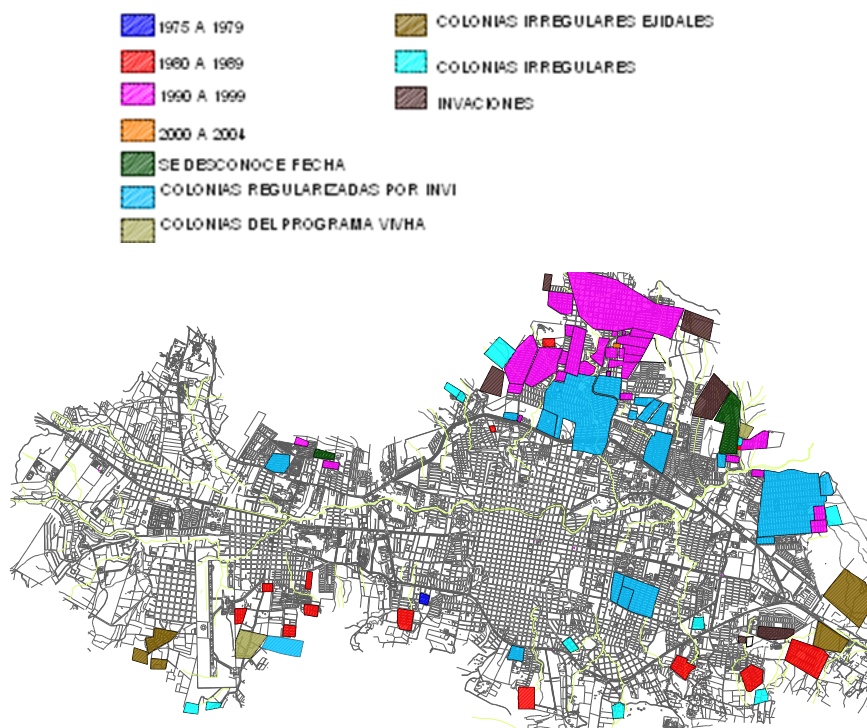 1975 A 1979
1980 A 1989
1990 A 1999
2000 A 2004
SE DESCONOCE FECHA
COLONIAS REGULARIZADAS POR INVI
COLONIAS DEL PROGRAMA VIVHA
COLONIAS IRREGULARES EJIDALES
COLONIAS IRREGULARES
INVACIONES